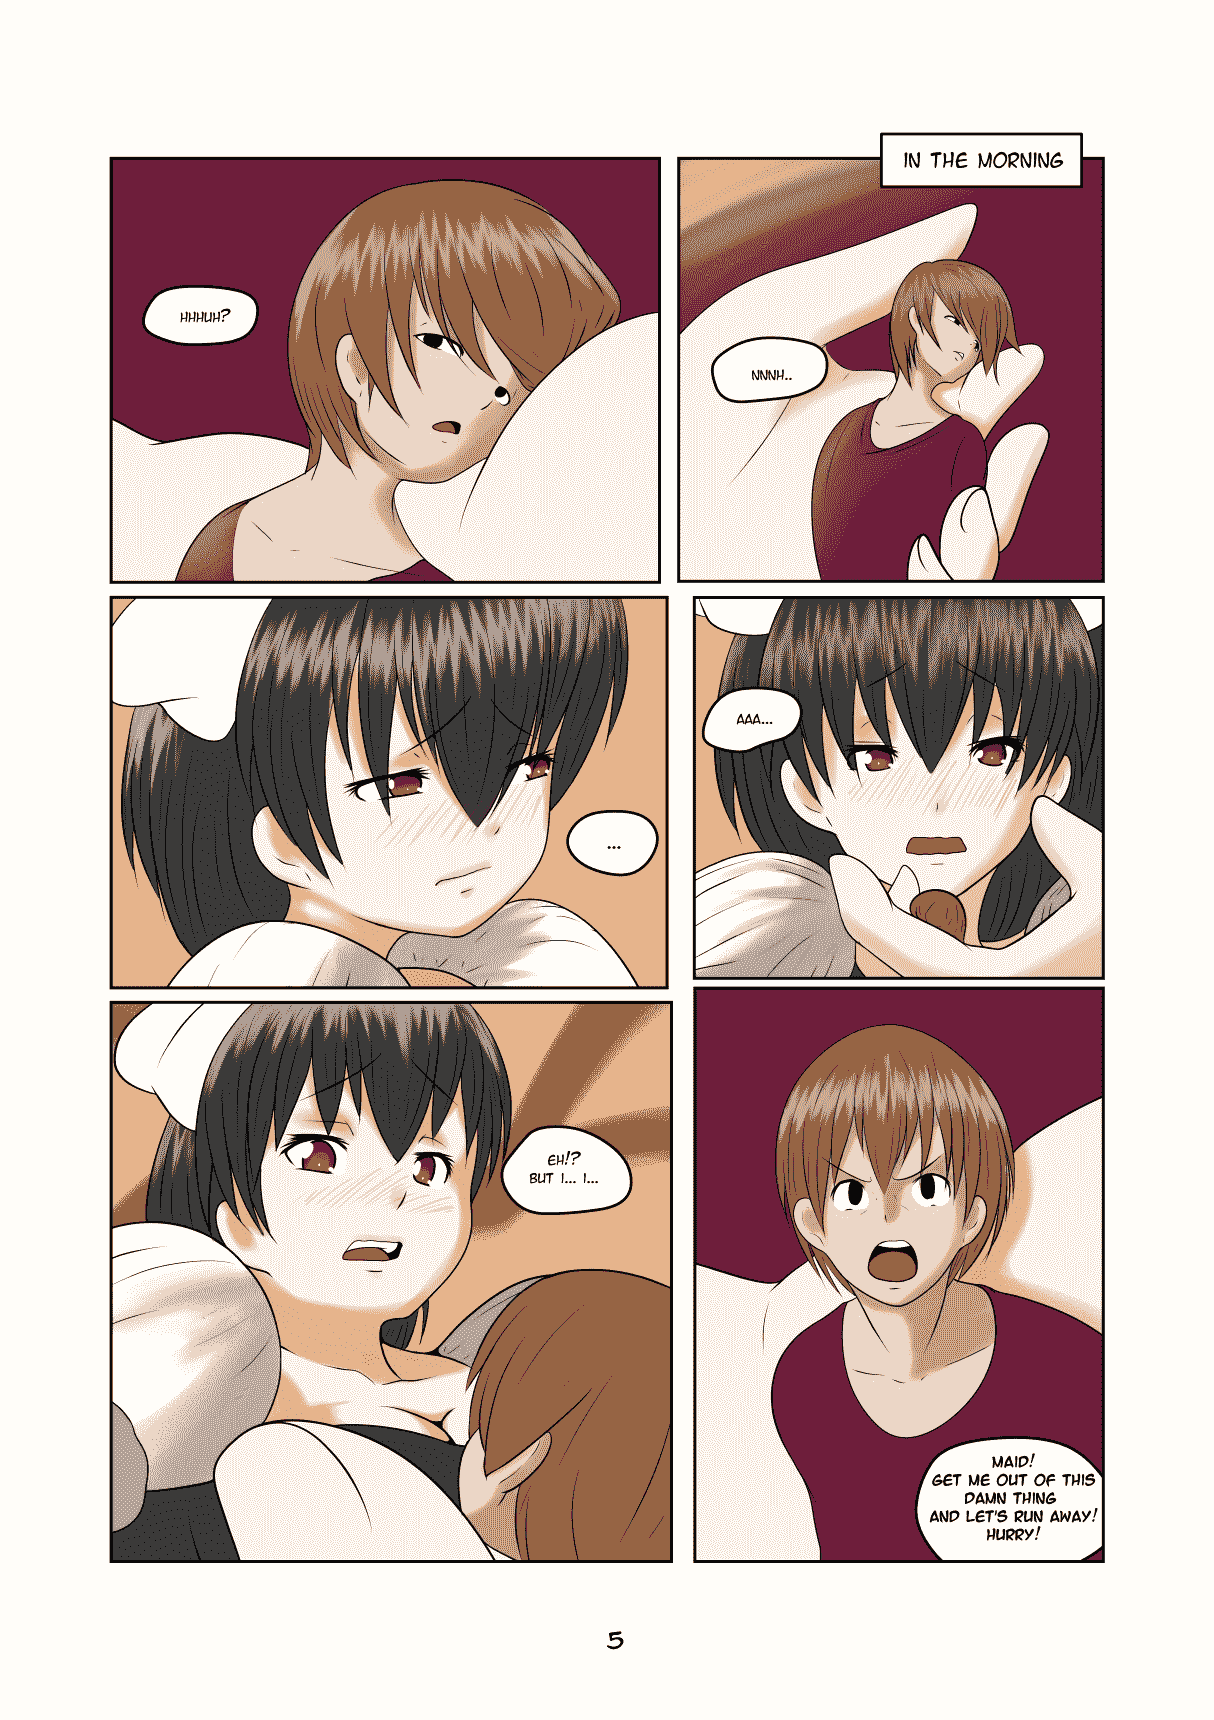 IN THE MORNING
NNNH..
HHHUH?
AAA...
...
MAID!
GET ME OUT OF THIS
DAMN THING
AND LET'S RUN AWAY!
HURRY!
EH!?
BUT I... I...
5